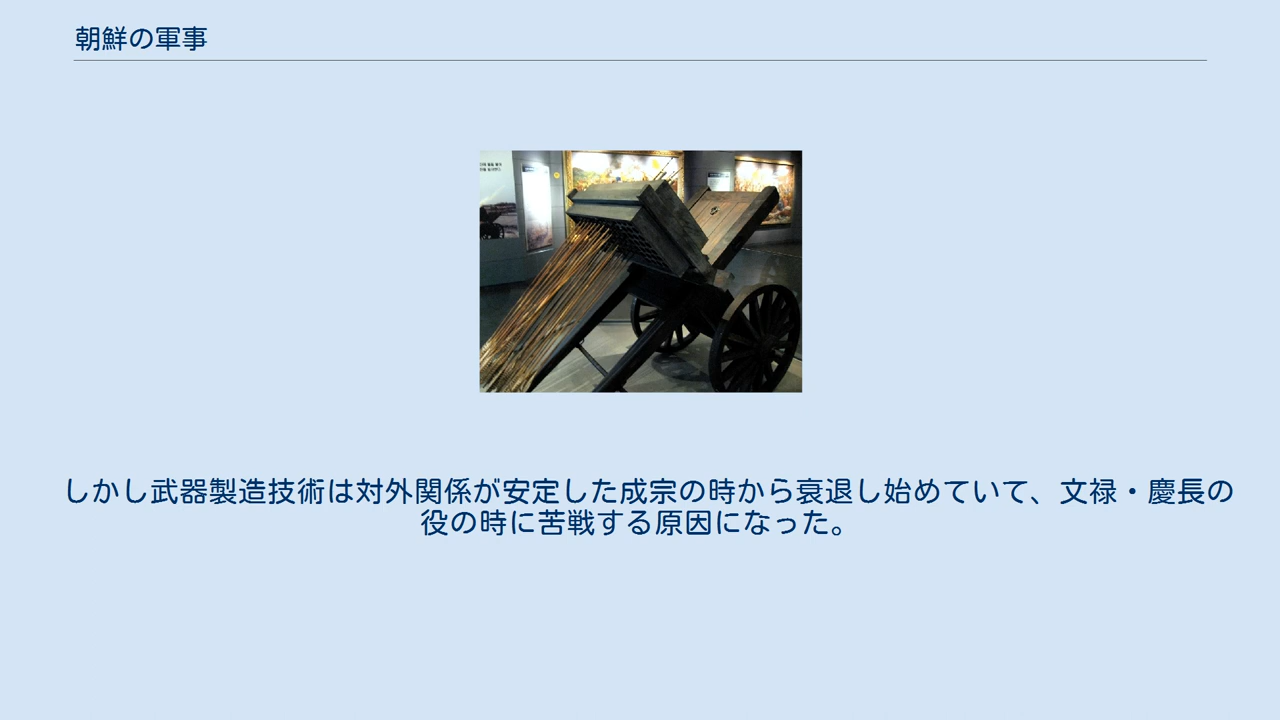 朝鮮の軍事
しかし武器製造技術は対外関係が安定した成宗の時から衰退し始めていて、文禄・慶長の
役の時に苦戦する原因になった。